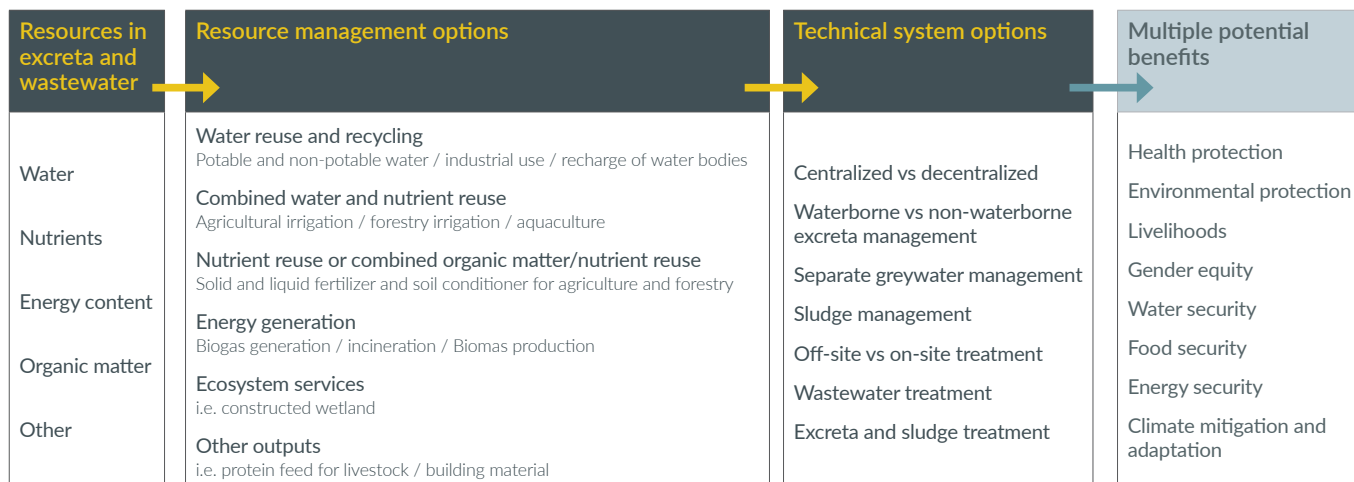 Resources in
excreta and
wastewater
Water
Nutrients
Energy content
Organic matter
Other
Resource management options
Water reuse and recycling
Potable and non-potable water / industrial use / recharge of water bodies
Combined water and nutrient reuse
Agricultural irrigation / forestry irrigation / aquaculture
Nutrient reuse or combined organic matter/nutrient reuse
Solid and liquid fertilizer and soil conditioner for agriculture and forestry
Energy generation
Biogas generation / incineration / Biomas production
Ecosystem services
i.e. constructed wetland
Other outputs
i.e. protein feed for livestock / building material
Technical system options
Centralized vs decentralized
Waterborne vs non-waterborne
excreta management
Separate greywater management
Sludge management
Off-site vs on-site treatment
Wastewater treatment
Excreta and sludge treatment
Multiple potential
benefits
Health protection
Environmental protection
Livelihoods
Gender equity
Water security
Food security
Energy security
Climate mitigation and
adaptation